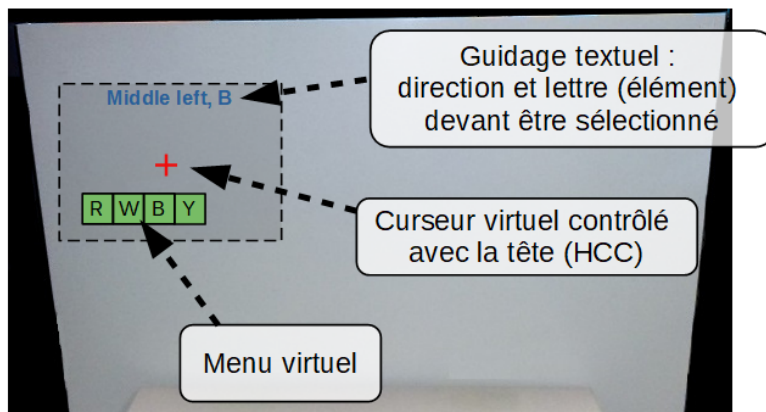 Guidage textuel :
direction et lettre (élément)
devant être sélectionné
Middle left, B
R W B Y
Curseur virtuel contrôlé
avec la tête (HCC)
Menu virtuel